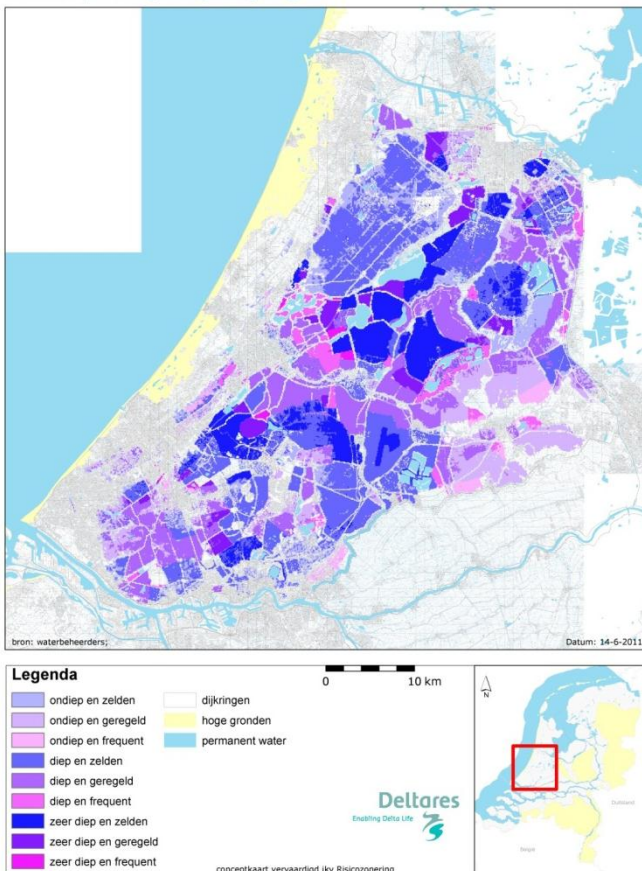 bron: waterbeheerders;
Datum: 14-6-2011
Legenda
ondiep en zelden
ondiep en geregeld
ondiep en frequent
diep en zelden
diep en geregeld
diep en frequent
zeer diep en zelden
zeer diep en geregeld
zeer diep en frequent
dijkringen
hoge gronden
permanent water
0 10 km
Deltares
Enabling Delta Life
conceptkaart vervaardigd ikv Risicozonering
N
Duitsland
België